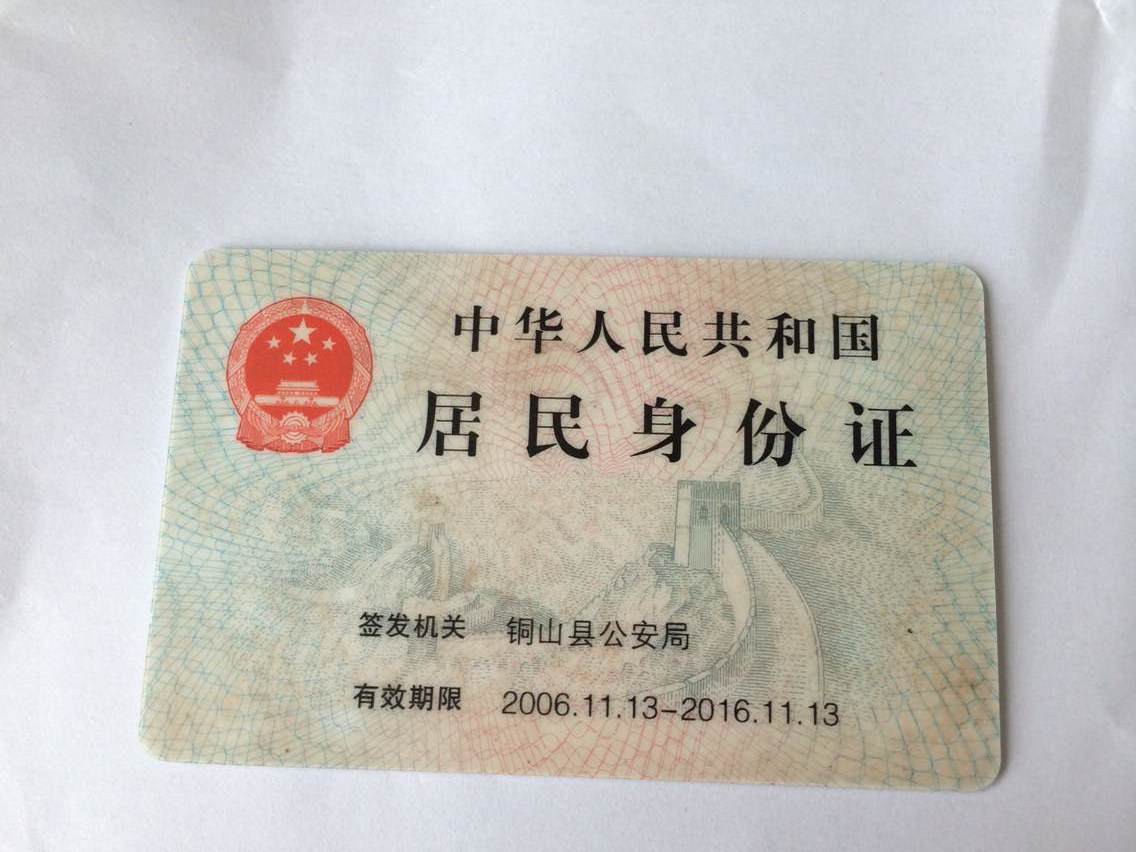 中华人民共和国
居民身份证
签发机关 铜山县公安局
有效期限 2006.11.13-2016.11.13